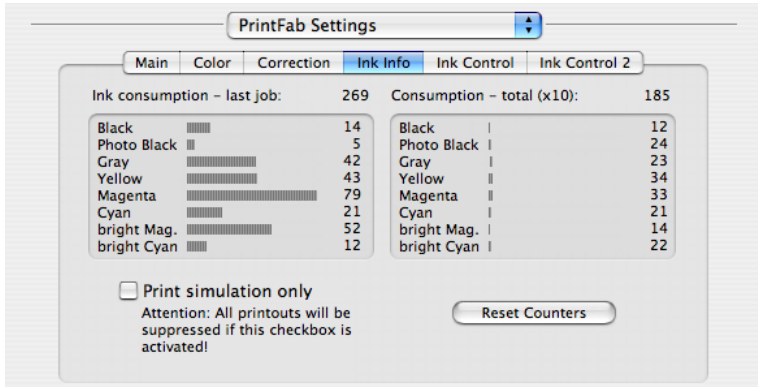 PrintFab Settings
Main Color Correction Ink Info Ink Control Ink Control 2
Ink consumption – last job: 269 Consumption – total (x10): 185
Black 14 Black 12
Photo Black 5 Photo Black 24
Gray 42 Gray 23
Yellow 43 Yellow 34
Magenta 79 Magenta 33
Cyan 21 Cyan 21
bright Mag. 52 bright Mag. 14
bright Cyan 12 bright Cyan 22
Print simulation only
Attention: All printouts will be
suppressed if this checkbox is
activated!
Reset Counters